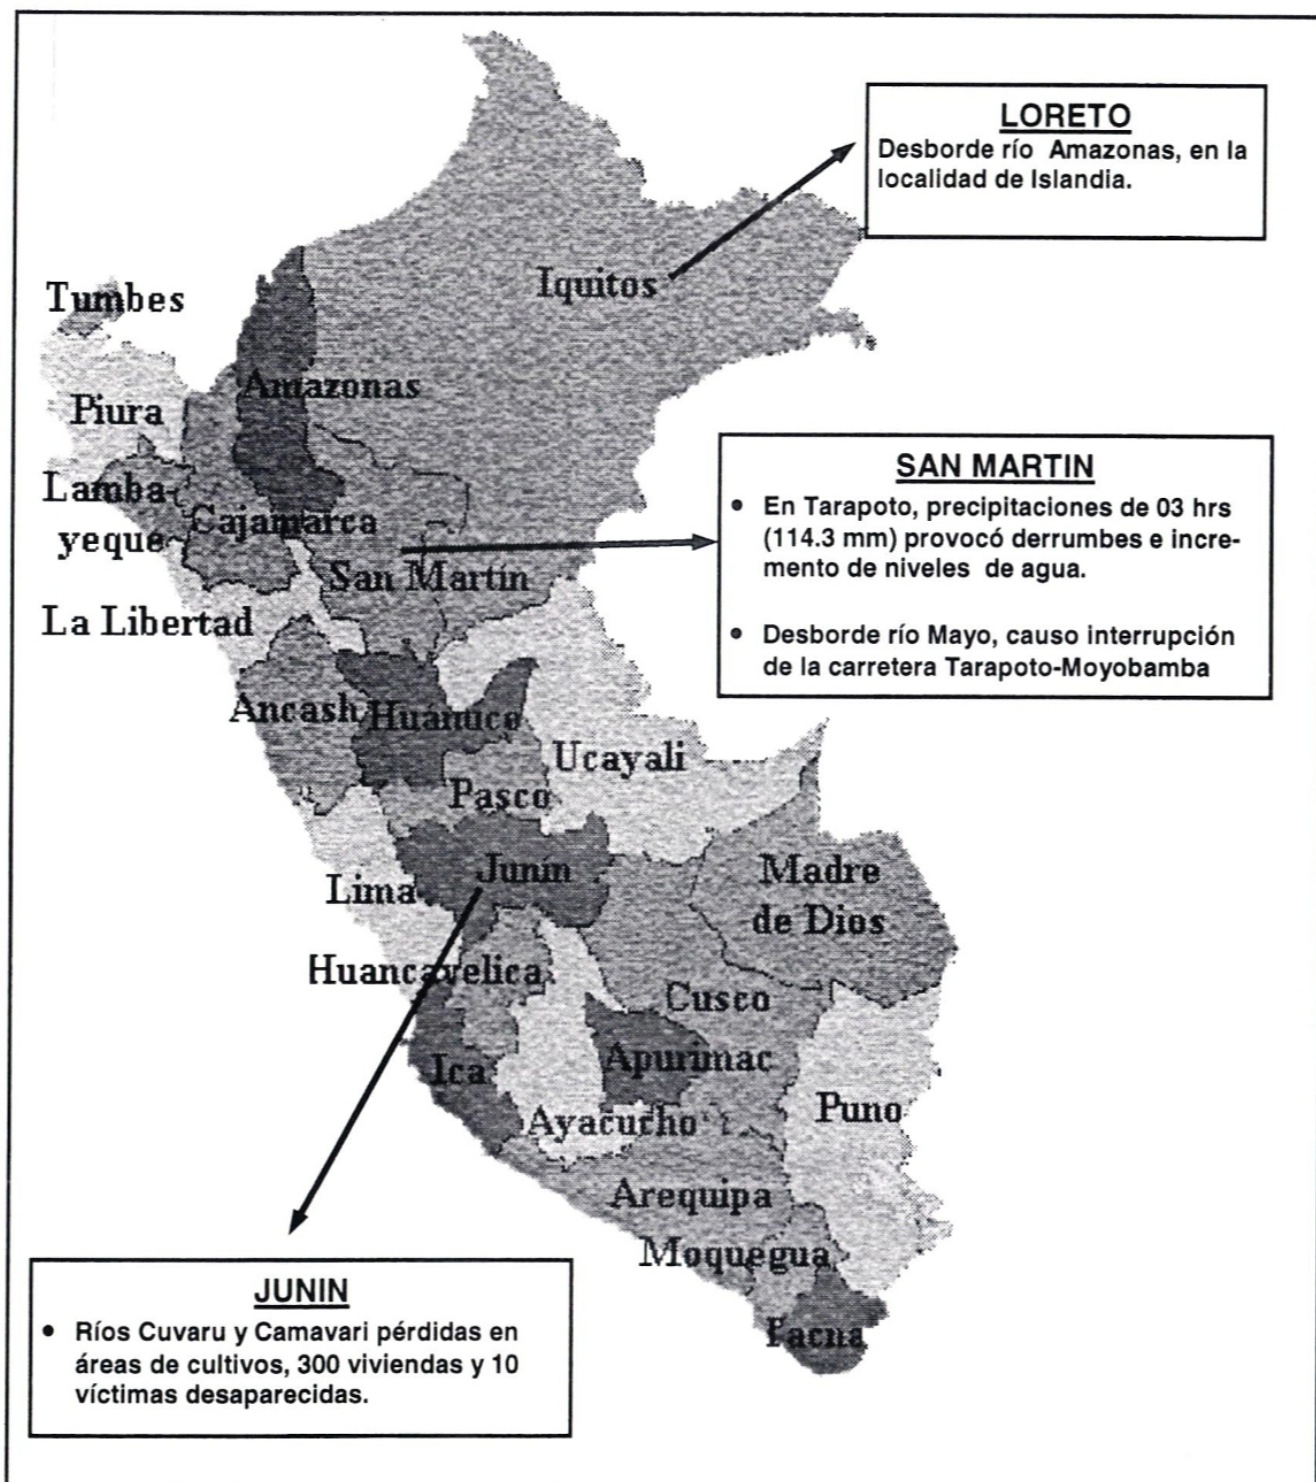 LORETO
Desborde río Amazonas, en la
localidad de Islandia.
Iquitos
Tumbes
Amazonas
Piura
SAN MARTIN
• En Tarapoto, precipitaciones de 03 hrs
(114.3 mm) provocó derrumbes e incre-
mento de niveles de agua.
• Desborde río Mayo, causo interrupción
de la carretera Tarapoto-Moyobamba
Lamba-
yeque
Cajamarca
San Martín
La Libertad
Ancash
Huánuco
Ucayali
Pasco
Junín
Lima
Madre
de Dios
Huancavelica
Cusco
Ica
Apurimac
Ayacucho
Puno
Arequipa
Moquegua
Tacna
JUNIN
• Ríos Cuvaru y Camavari pérdidas en
áreas de cultivos, 300 viviendas y 10
víctimas desaparecidas.